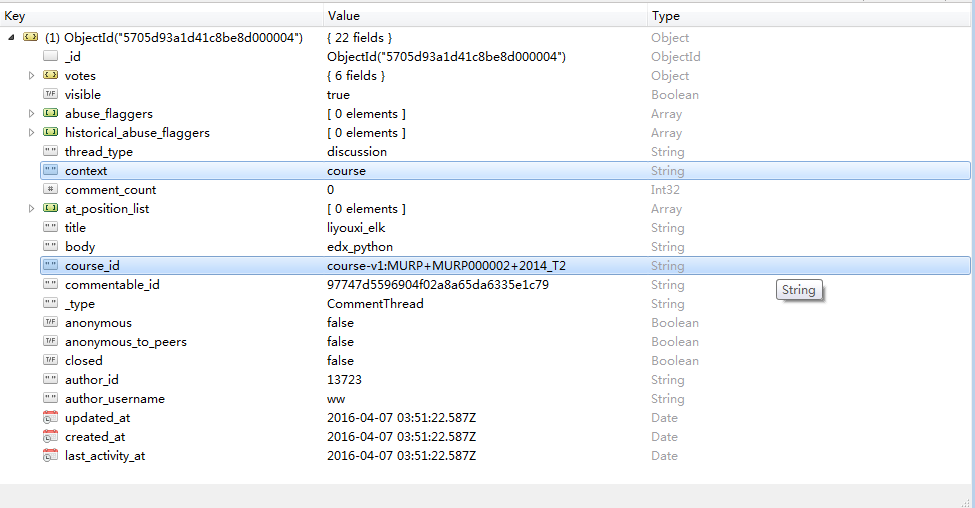 Key Value Type
(1) ObjectId("5705d93a1d41c8be8d000004") { 22 fields } Object
_id ObjectId("5705d93a1d41c8be8d000004") ObjectId
votes { 6 fields } Object
T/F visible true Boolean
abuse_flaggers [ 0 elements ] Array
historical_abuse_flaggers [ 0 elements ] Array
" " thread_type discussion String
" " context course String
# comment_count 0 Int32
at_position_list [ 0 elements ] Array
" " title liyouxi_elk String
" " body edx_python String
" " course_id course-v1:MURP+MURP000002+2014_T2 String
" " commentable_id 97747d5596904f02a8a65da6335e1c79 String
String
" " _type CommentThread String
T/F anonymous false Boolean
T/F anonymous_to_peers false Boolean
T/F closed false Boolean
" " author_id 13723 String
" " author_username ww String
updated_at 2016-04-07 03:51:22.587Z Date
created_at 2016-04-07 03:51:22.587Z Date
last_activity_at 2016-04-07 03:51:22.587Z Date